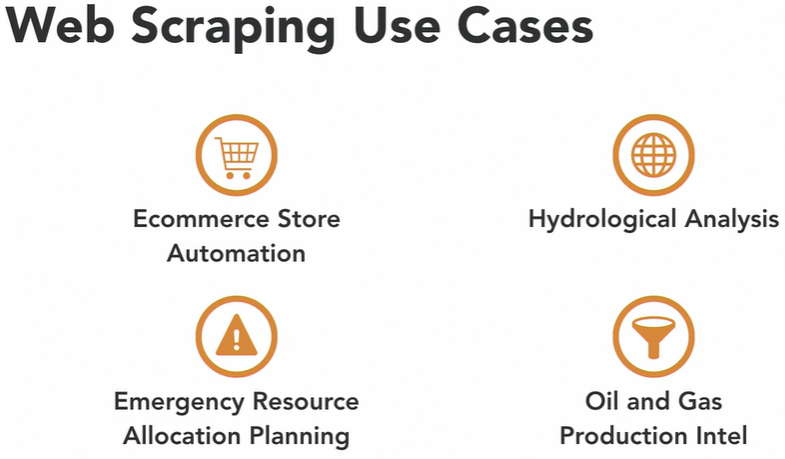 Web Scraping Use Cases
Ecommerce Store
Automation
Hydrological Analysis
Emergency Resource
Allocation Planning
Oil and Gas
Production Intel